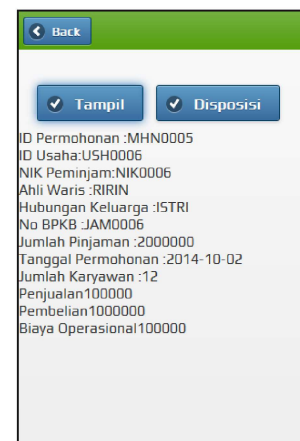 Back
Tampil Disposisi
ID Permohonan :MHN0005
ID Usaha:USH0006
NIK Peminjam:NIK0006
Ahli Waris :RIRIN
Hubungan Keluarga :ISTRI
No BPKB :JAM0006
Jumlah Pinjaman :2000000
Tanggal Permohonan :2014-10-02
Jumlah Karyawan :12
Penjualan100000
Pembelian1000000
Biaya Operasional100000